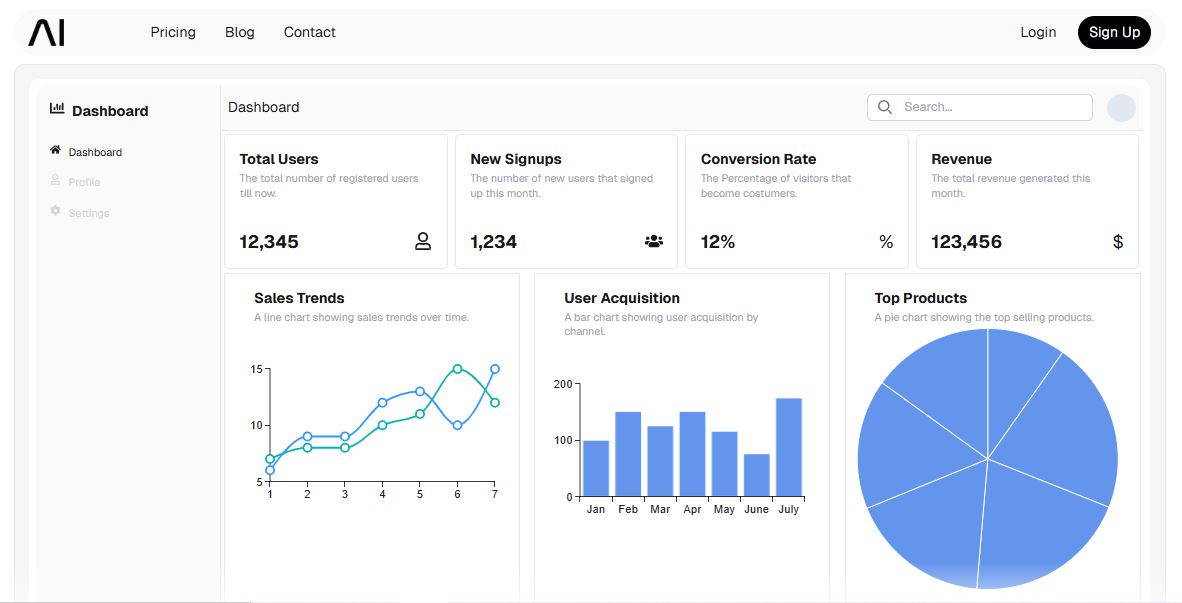 AI
Pricing
Blog
Contact
Login
Sign Up
Dashboard
Dashboard
Profile
Settings
Dashboard
Search...
Total Users
The total number of registered users
till now.
12,345
New Signups
The number of new users that signed
up this month.
1,234
Conversion Rate
The Percentage of visitors that
become costumers.
12%
%
Revenue
The total revenue generated this
month.
123,456
$
Sales Trends
A line chart showing sales trends over time.
15
10
5
1 2 3 4 5 6 7
User Acquisition
A bar chart showing user acquisition by
channel.
200
100
0
Jan Feb Mar Apr May June July
Top Products
A pie chart showing the top selling products.